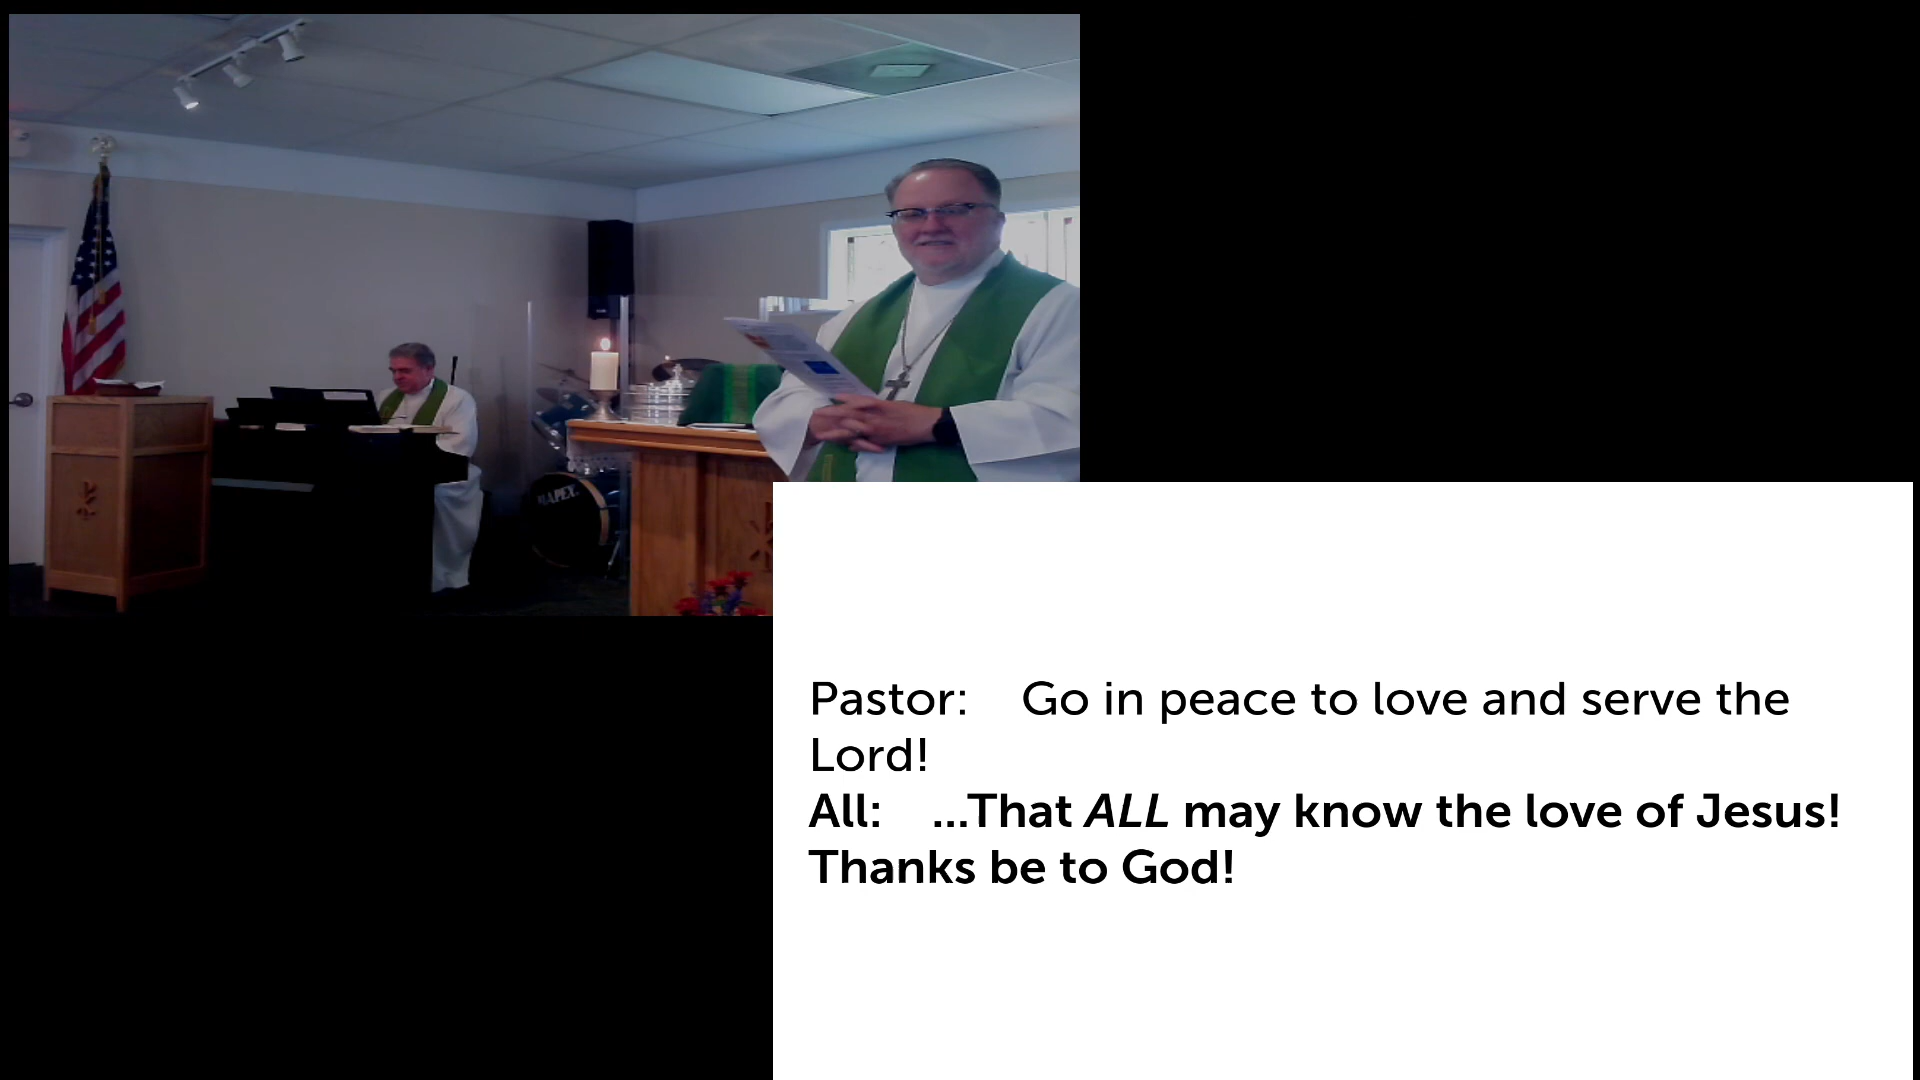 APEX
Pastor: Go in peace to love and serve the
Lord!
All: ...That ALL may know the love of Jesus!
Thanks be to God!